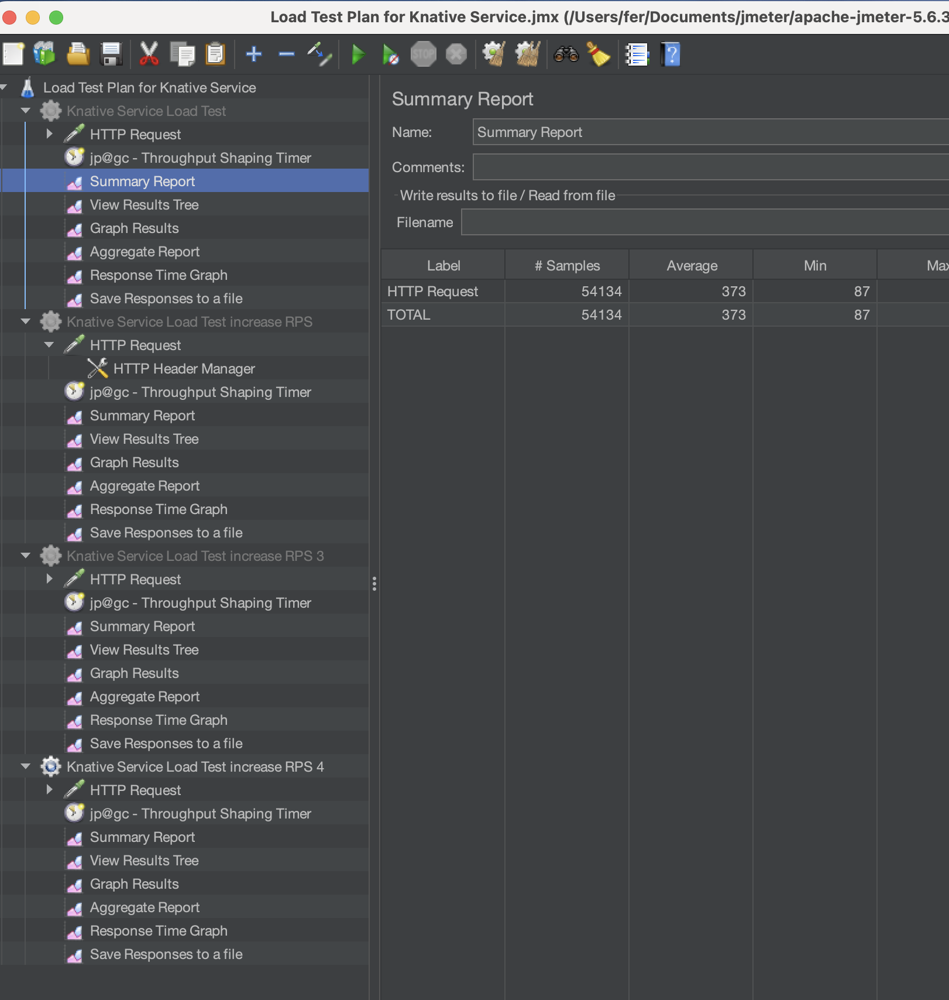 Load Test Plan for Knative Service.jmx (/Users/fer/Documents/jmeter/apache-jmeter-5.6.3
STOP
?
Load Test Plan for Knative Service
Knative Service Load Test
HTTP Request
jp@gc - Throughput Shaping Timer
Summary Report
View Results Tree
Graph Results
Aggregate Report
Response Time Graph
Save Responses to a file
Knative Service Load Test increase RPS
HTTP Request
HTTP Header Manager
jp@gc - Throughput Shaping Timer
Summary Report
View Results Tree
Graph Results
Aggregate Report
Response Time Graph
Save Responses to a file
Knative Service Load Test increase RPS 3
HTTP Request
jp@gc - Throughput Shaping Timer
Summary Report
View Results Tree
Graph Results
Aggregate Report
Response Time Graph
Save Responses to a file
Knative Service Load Test increase RPS 4
HTTP Request
jp@gc - Throughput Shaping Timer
Summary Report
View Results Tree
Graph Results
Aggregate Report
Response Time Graph
Save Responses to a file
Summary Report
Name: Summary Report
Comments:
Write results to file / Read from file
Filename
Label # Samples Average Min Max
HTTP Request 54134 373 87
TOTAL 54134 373 87